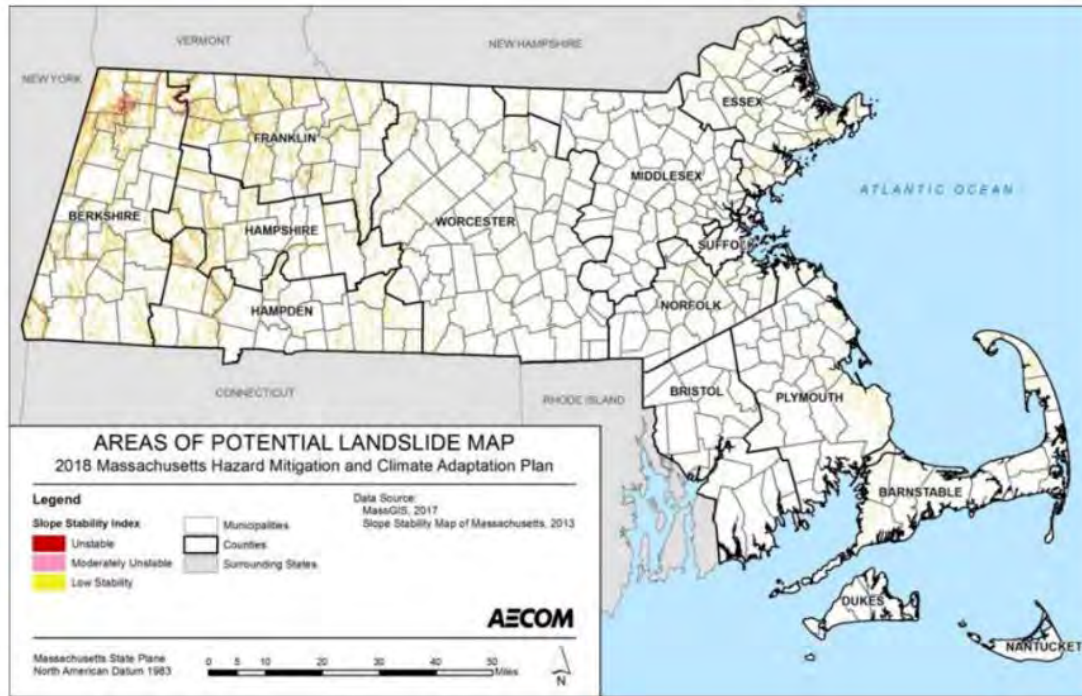 VERMONT
NEW HAMPSHIRE
NEW YORK
ESSEX
FRANKLIN
MIDDLESEX
ATLANTIC OCEAN
BERKSHIRE
WORCESTER
HAMPSHIRE
SUFFOLK
HAMPDEN
NORFOLK
CONNECTICUT
RHODE ISLAND
BRISTOL
PLYMOUTH
BARNSTABLE
DUKES
NANTUCKET
AREAS OF POTENTIAL LANDSLIDE MAP
2018 Massachusetts Hazard Mitigation and Climate Adaptation Plan
Legend
Slope Stability Index
Unstable
Moderately Unstable
Low Stability
Municipalities
Counties
Surrounding States
Data Source:
MassGIS, 2017
Slope Stability Map of Massachusetts, 2013
AECOM
Massachusetts State Plane
North American Datum 1983
0 5 10 20 30 40 50 Miles
N